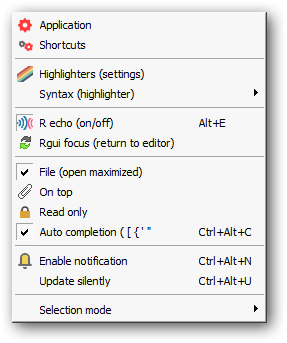 Application
Shortcuts
Highlighters (settings)
Syntax (highlighter)
R echo (on/off) Alt+E
Rgui focus (return to editor)
File (open maximized)
On top
Read only
Auto completion ( [ { ' " Ctrl+Alt+C
Enable notification Ctrl+Alt+N
Update silently Ctrl+Alt+U
Selection mode